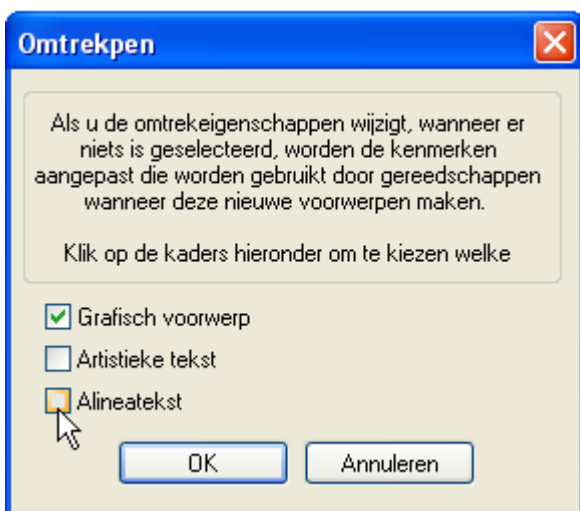 Omtrekpen
Als u de omtrekeigenschappen wijzigt, wanneer er
niets is geselecteerd, worden de kenmerken
aangepast die worden gebruikt door gereedschappen
wanneer deze nieuwe voorwerpen maken.
Klik op de kaders hieronder om te kiezen welke
Grafisch voorwerp
Artistieke tekst
Alineatekst
OK
Annuleren